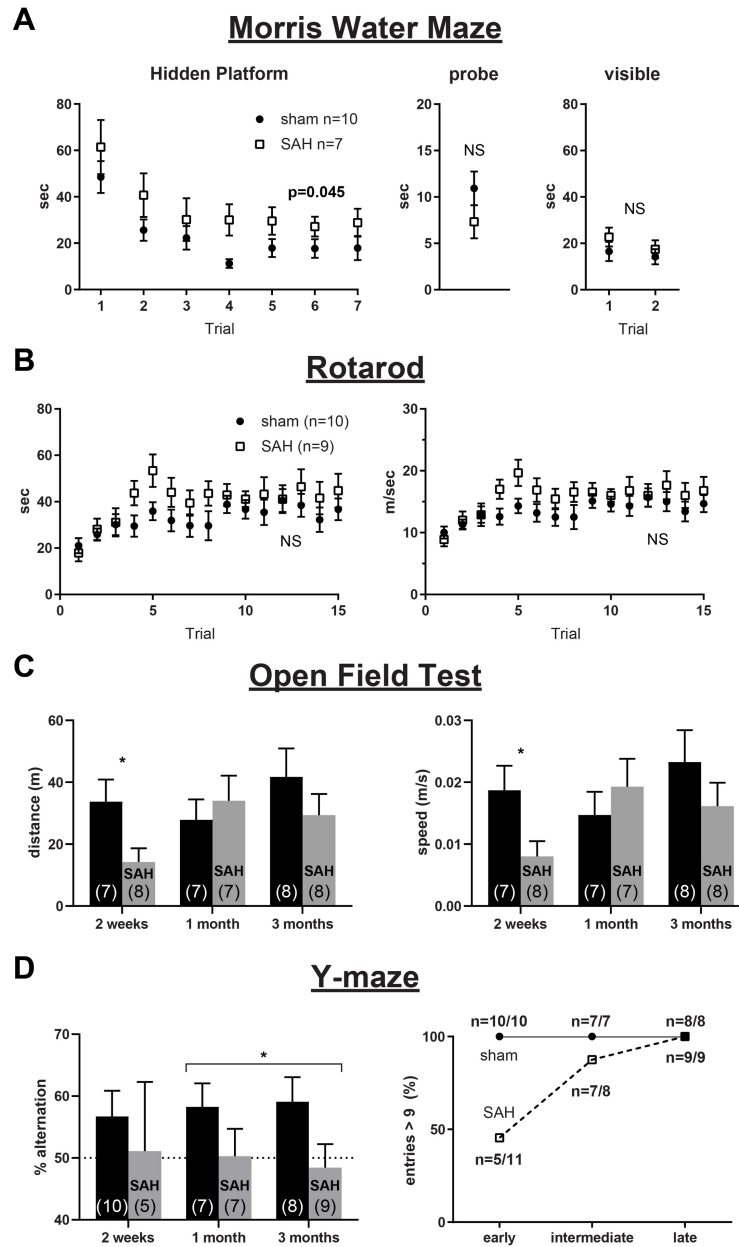 A
Morris Water Maze
Hidden Platform
probe
visible
80
60
40
20
0
sec
sham n=10
SAH n=7
p=0.045
1 2 3 4 5 6 7
Trial
20
15
10
5
0
sec
NS
80
60
40
20
0
sec
NS
1 2
Trial
B
Rotarod
80
60
40
20
0
sec
sham (n=10)
SAH (n=9)
NS
0 5 10 15
Trial
30
20
10
0
m/sec
NS
0 5 10 15
Trial
C
Open Field Test
60
40
20
0
distance (m)
*
(7) SAH (8) (7) SAH (7) (8) SAH (8)
2 weeks 1 month 3 months
0.03
0.02
0.01
0.00
speed (m/s)
*
(7) SAH (8) (7) SAH (7) (8) SAH (8)
2 weeks 1 month 3 months
D
Y-maze
70
60
50
40
% alternation
*
(10) SAH (5) (7) SAH (7) (8) SAH (9)
2 weeks 1 month 3 months
100
50
0
entries > 9 (%)
n=10/10 n=7/7 n=8/8
sham
n=9/9
n=7/8
SAH
n=5/11
early intermediate late